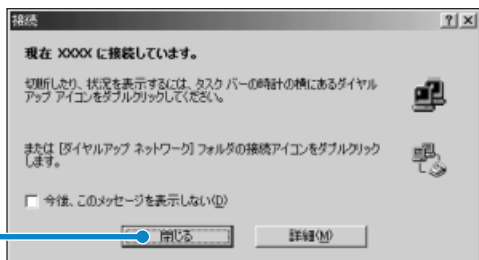 接続
現在 XXXX に接続しています。
切断したり、状況を表示するには、タスク バーの時計の横にあるダイヤル
アップ アイコンをダブルクリックしてください。
または [ダイヤルアップ ネットワーク] フォルダの接続アイコンをダブルクリック
します。
今後、このメッセージを表示しない(D)
閉じる 詳細(M)